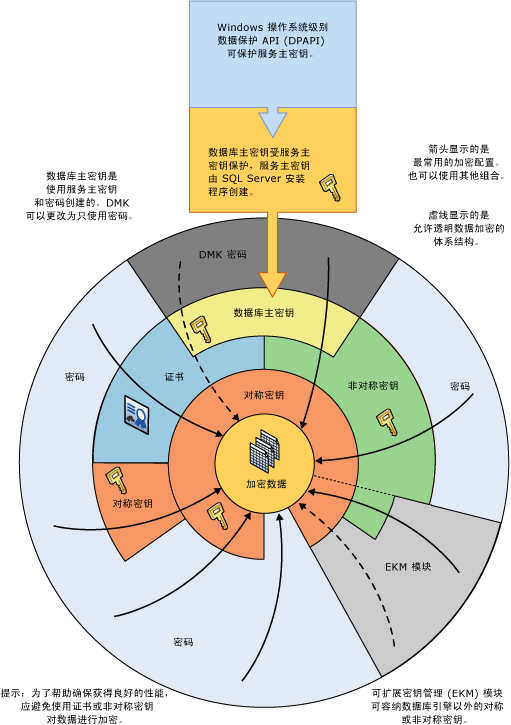 Windows 操作系统级别
数据保护 API (DPAPI)
可保护服务主密钥。
数据库主密钥受服务主
密钥保护，服务主密钥
由 SQL Server 安装
程序创建。
箭头显示的是
最常用的加密配置。
也可以使用其他组合。
数据库主密钥是
使用服务主密钥
和密码创建的。DMK
可以更改为只使用密码。
虚线显示的是
允许透明数据加密的
体系结构。
DMK 密码
数据库主密钥
密码
证书
对称密钥
非对称密钥
密码
加密数据
对称密钥
EKM 模块
密码
提示：为了帮助确保获得良好的性能，
应避免使用证书或非对称密钥
对数据进行加密。
可扩展密钥管理 (EKM) 模块
可容纳数据库引擎以外的对称
或非对称密钥。